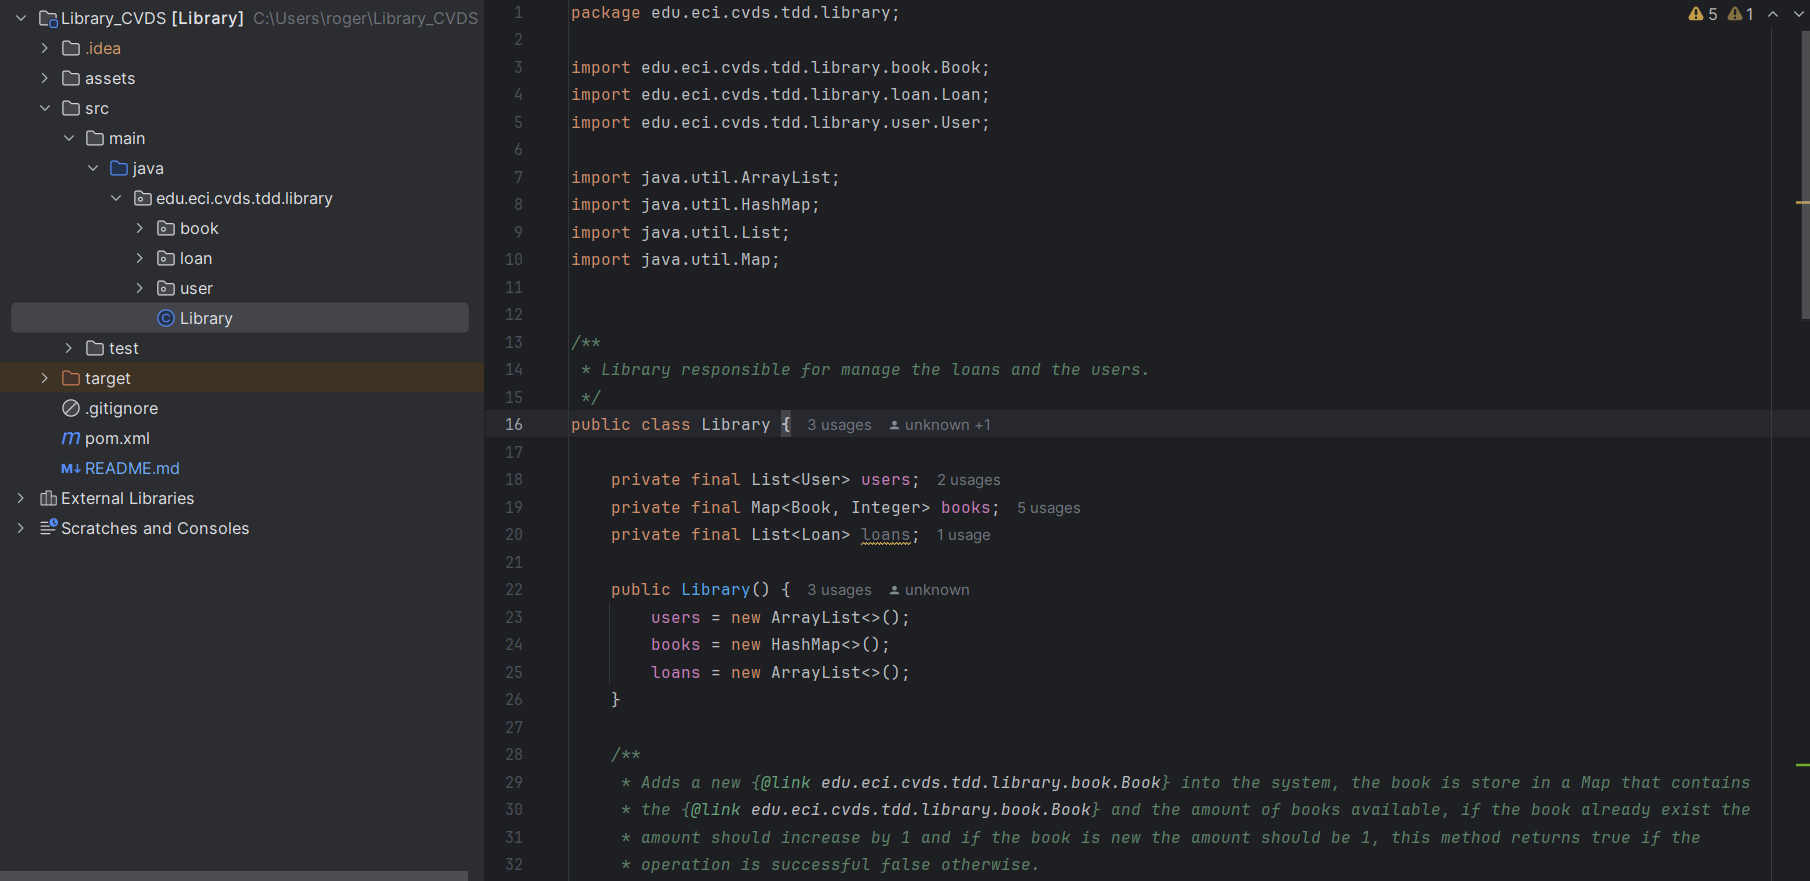 Library_CVDS [Library] C:\Users\roger\Library_CVDS
.idea
assets
src
main
java
edu.eci.cvds.tdd.library
book
loan
user
Library
test
target
.gitignore
pom.xml
README.md
External Libraries
Scratches and Consoles
5 1
1 package edu.eci.cvds.tdd.library;
2
3 import edu.eci.cvds.tdd.library.book.Book;
4 import edu.eci.cvds.tdd.library.loan.Loan;
5 import edu.eci.cvds.tdd.library.user.User;
6
7 import java.util.ArrayList;
8 import java.util.HashMap;
9 import java.util.List;
10 import java.util.Map;
11
12
13 /**
14 * Library responsible for manage the loans and the users.
15 */
16 public class Library { 3 usages unknown +1
17
18 private final List<User> users; 2 usages
19 private final Map<Book, Integer> books; 5 usages
20 private final List<Loan> loans; 1 usage
21
22 public Library() { 3 usages unknown
23 users = new ArrayList<>();
24 books = new HashMap<>();
25 loans = new ArrayList<>();
26 }
27
28 /**
29 * Adds a new {@link edu.eci.cvds.tdd.library.book.Book} into the system, the book is store in a Map that contains
30 * the {@link edu.eci.cvds.tdd.library.book.Book} and the amount of books available, if the book already exist the
31 * amount should increase by 1 and if the book is new the amount should be 1, this method returns true if the
32 * operation is successful false otherwise.